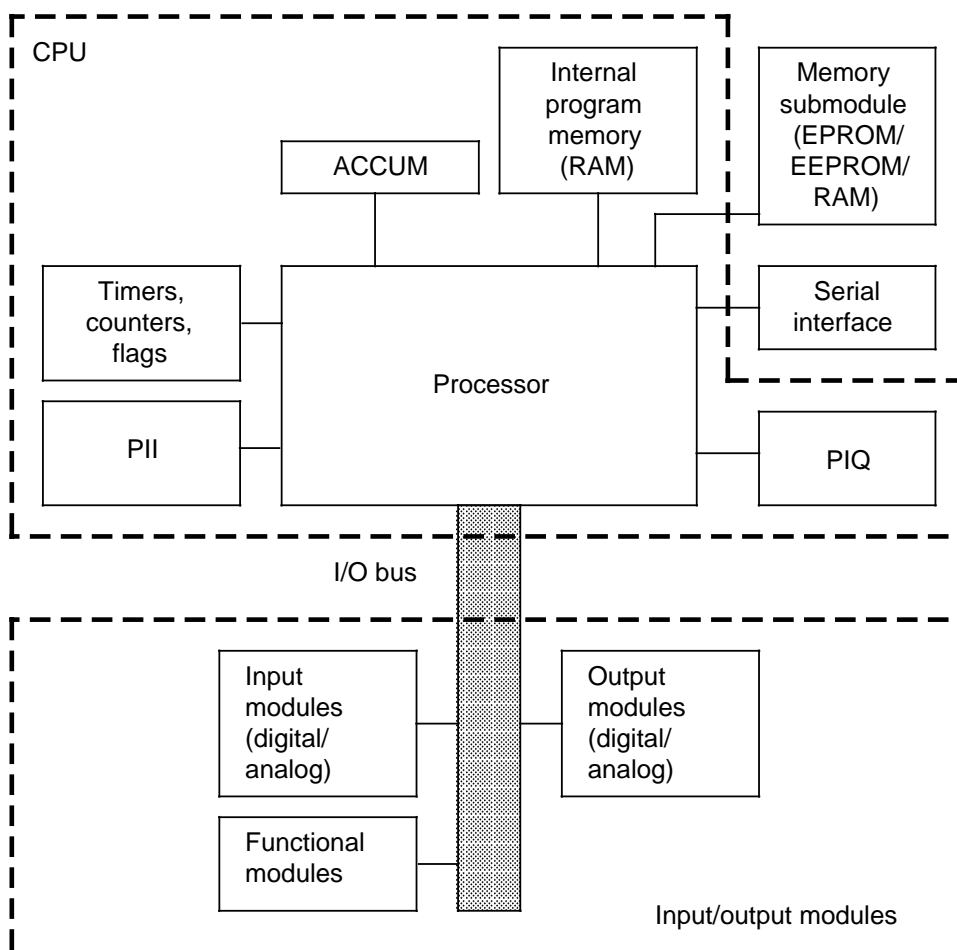 CPU
Internal
program
memory
(RAM)
Memory
submodule
(EPROM/
EEPROM/
RAM)
ACCUM
Timers,
counters,
flags
Serial
interface
Processor
PII
PIQ
I/O bus
Input
modules
(digital/
analog)
Output
modules
(digital/
analog)
Functional
modules
Input/output modules